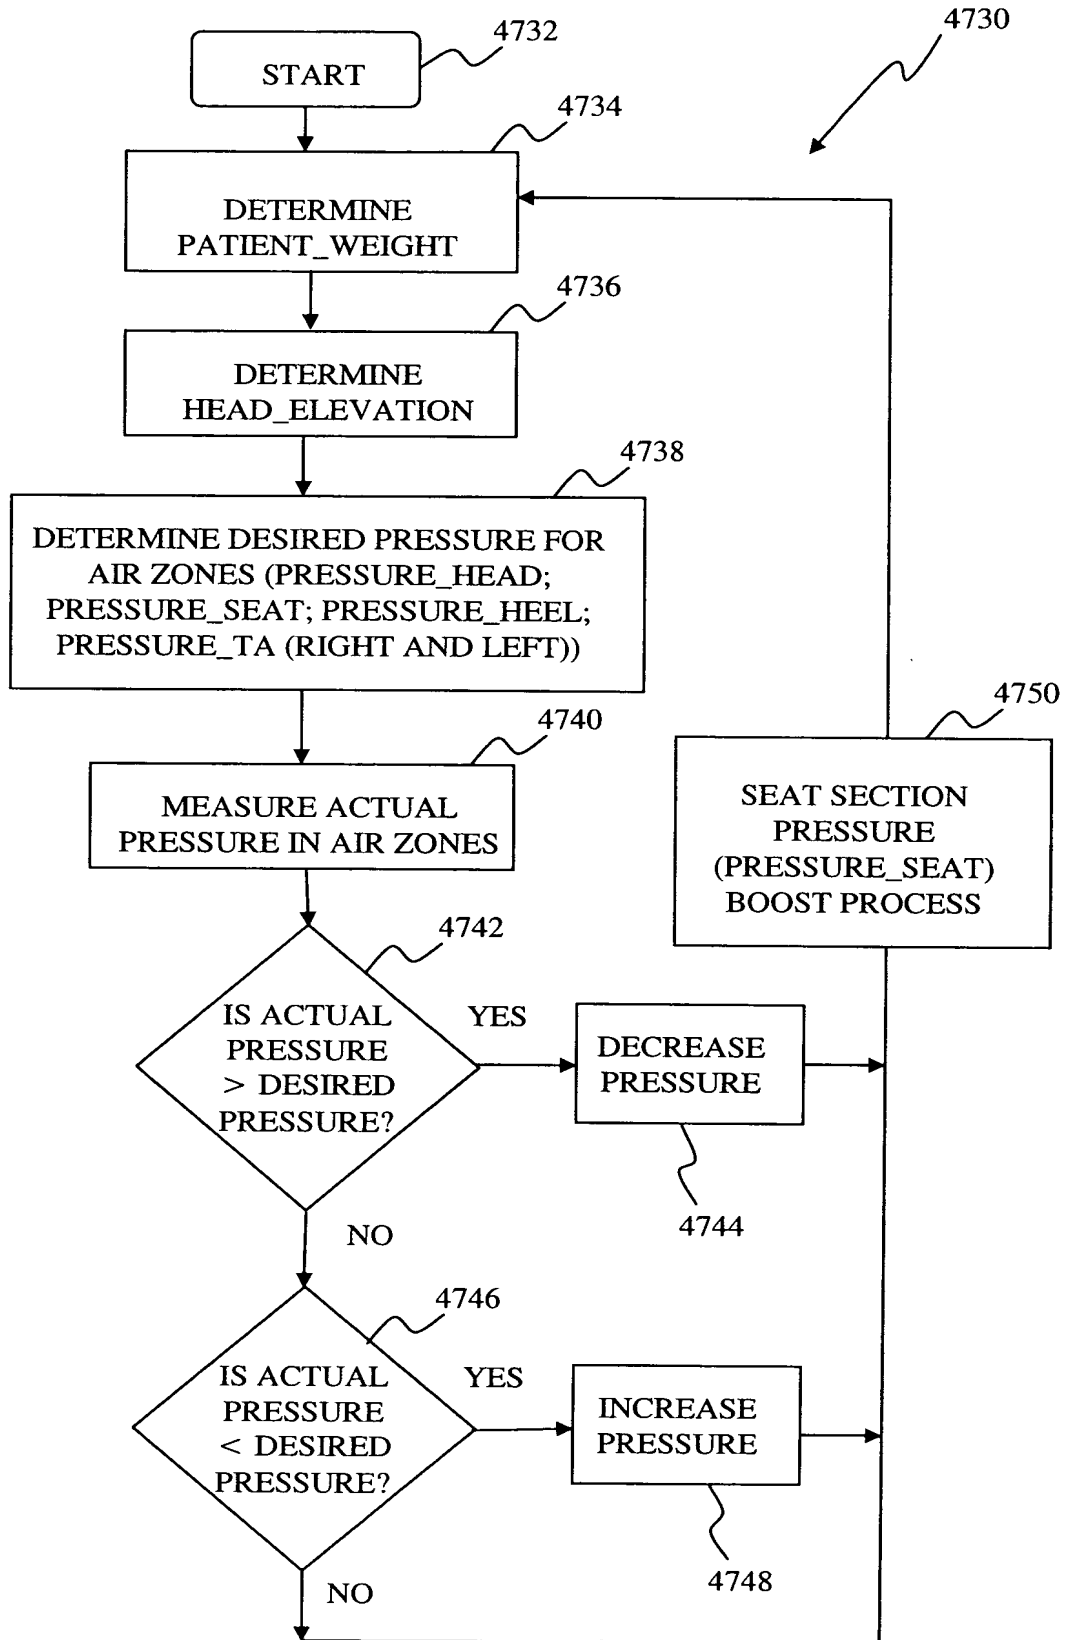 4732
4730
START
4734
DETERMINE
PATIENT_WEIGHT
4736
DETERMINE
HEAD_ELEVATION
4738
DETERMINE DESIRED PRESSURE FOR
AIR ZONES (PRESSURE_HEAD;
PRESSURE_SEAT; PRESSURE_HEEL;
PRESSURE_TA (RIGHT AND LEFT))
4740
MEASURE ACTUAL
PRESSURE IN AIR ZONES
4750
SEAT SECTION
PRESSURE
(PRESSURE_SEAT)
BOOST PROCESS
4742
IS ACTUAL
PRESSURE
> DESIRED
PRESSURE?
YES
DECREASE
PRESSURE
4744
NO
4746
IS ACTUAL
PRESSURE
< DESIRED
PRESSURE?
YES
INCREASE
PRESSURE
4748
NO